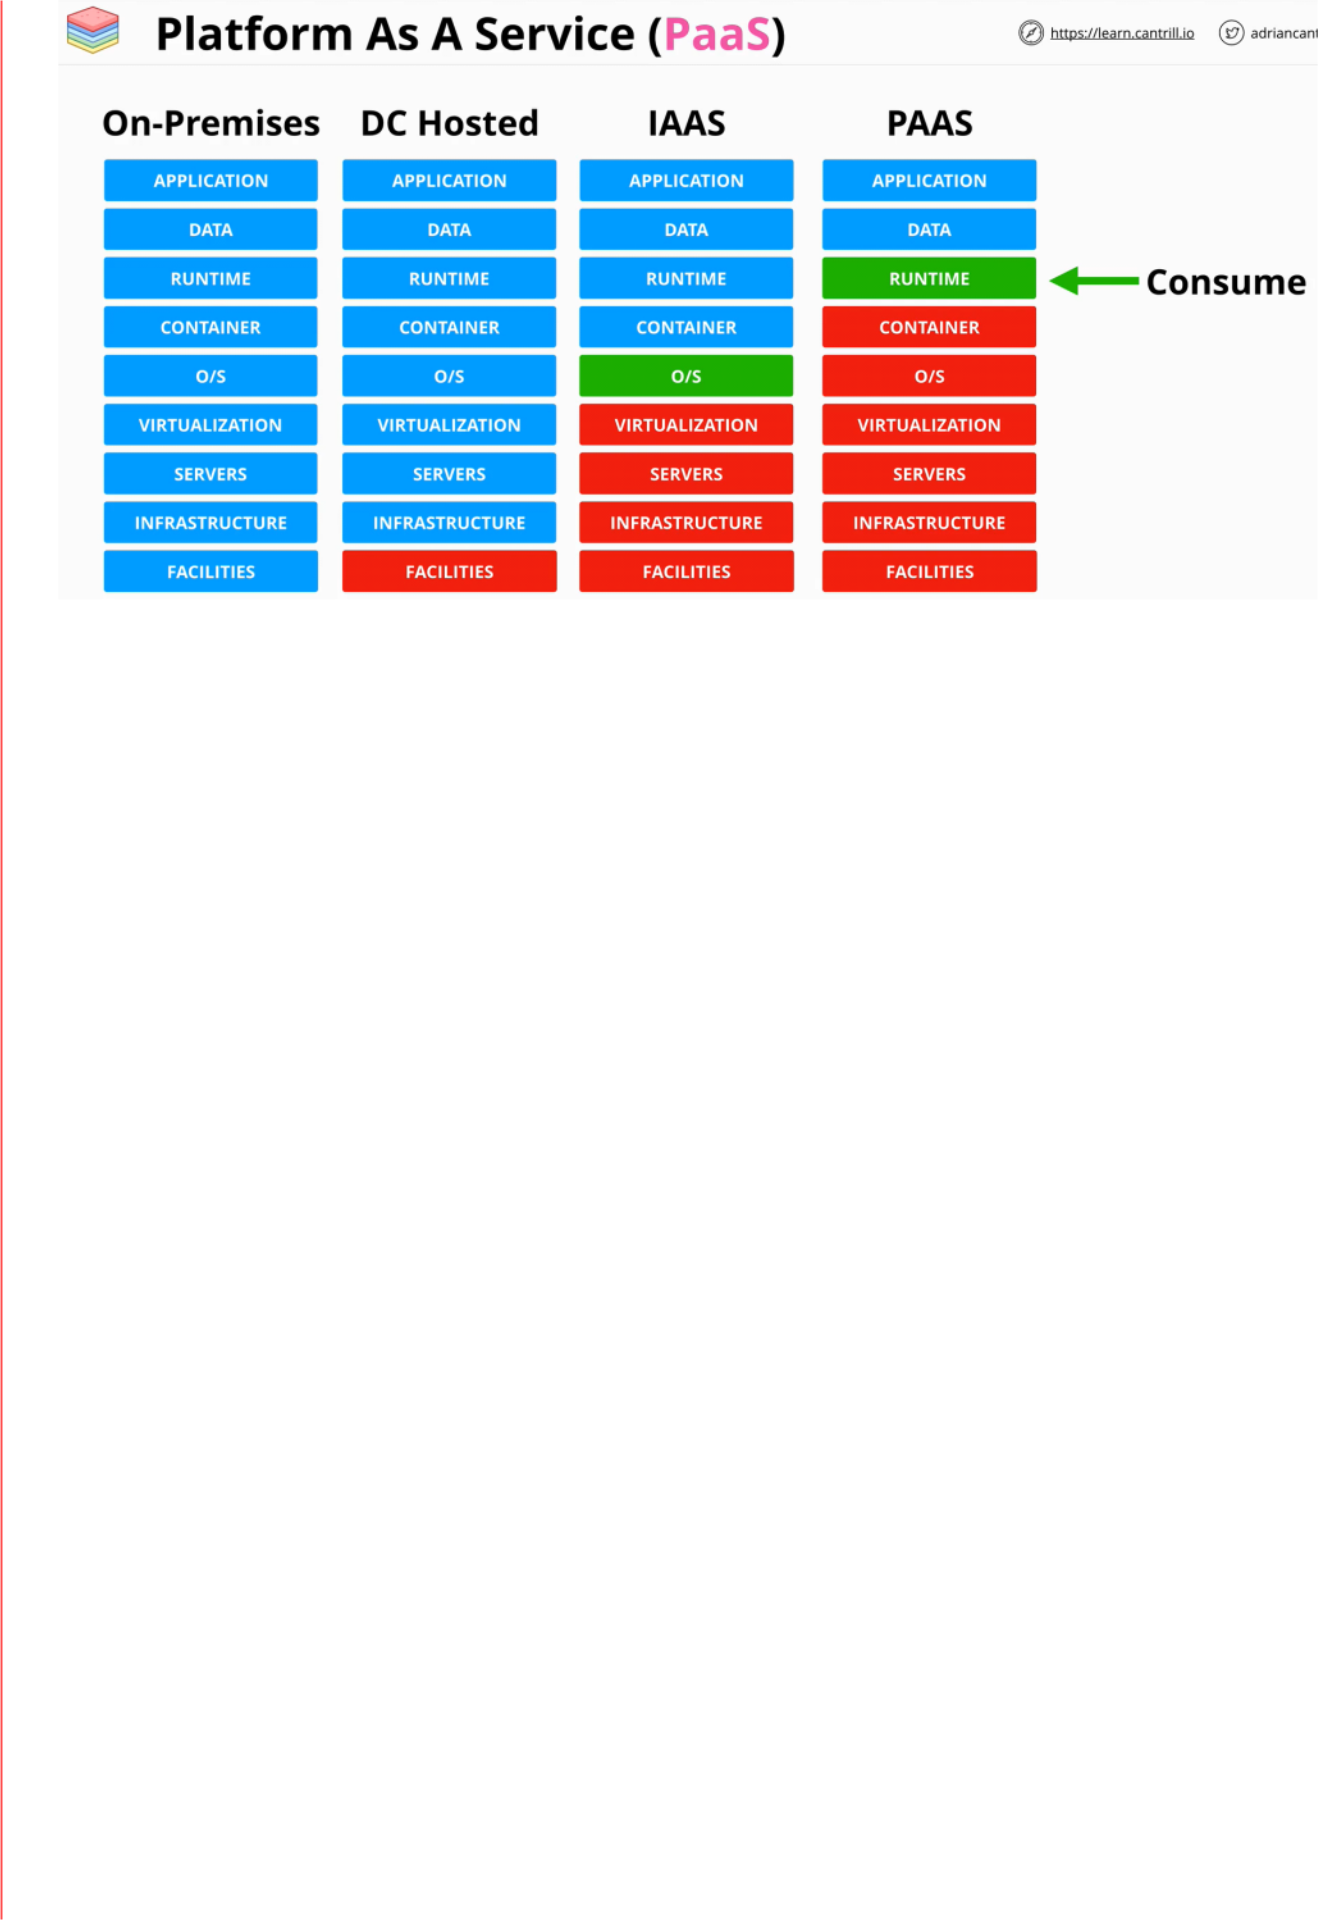 Platform As A Service (PaaS)
https://learn.cantrill.io
adriancant
On-Premises DC Hosted IAAS PAAS
APPLICATION APPLICATION APPLICATION APPLICATION
DATA DATA DATA DATA
RUNTIME RUNTIME RUNTIME RUNTIME Consume
CONTAINER CONTAINER CONTAINER CONTAINER
O/S O/S O/S O/S
VIRTUALIZATION VIRTUALIZATION VIRTUALIZATION VIRTUALIZATION
SERVERS SERVERS SERVERS SERVERS
INFRASTRUCTURE INFRASTRUCTURE INFRASTRUCTURE INFRASTRUCTURE
FACILITIES FACILITIES FACILITIES FACILITIES